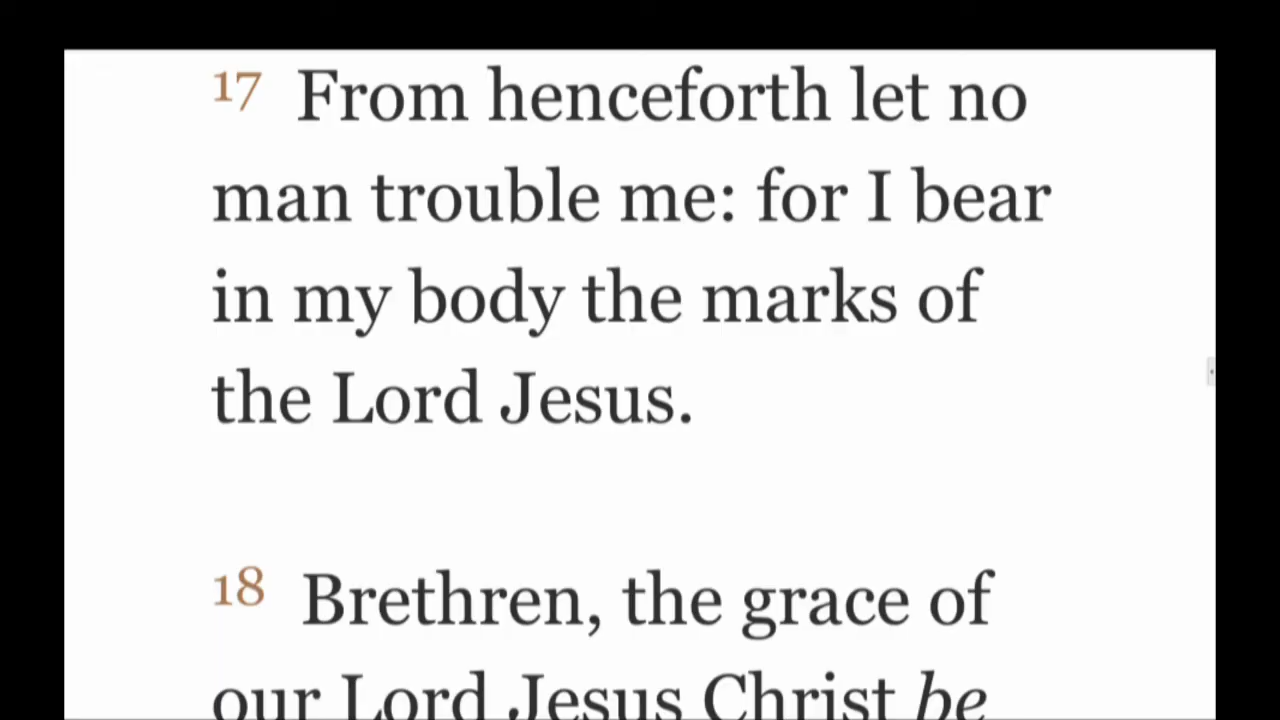 17 From henceforth let no
man trouble me: for I bear
in my body the marks of
the Lord Jesus.
18 Brethren, the grace of
our Lord Jesus Christ be